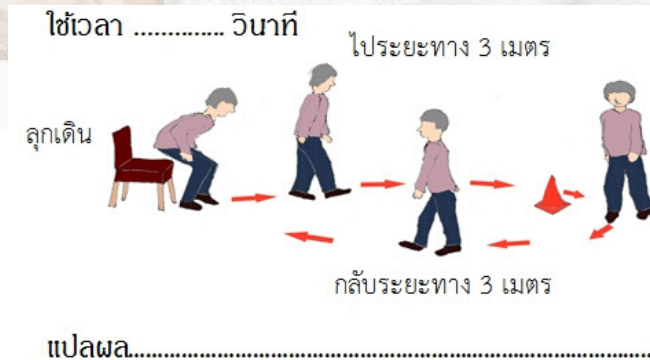 ใช้เวลา .............. วินาที
ไประยะทาง 3 เมตร
ลุกเดิน
กลับระยะทาง 3 เมตร
แปลผล................................................................................